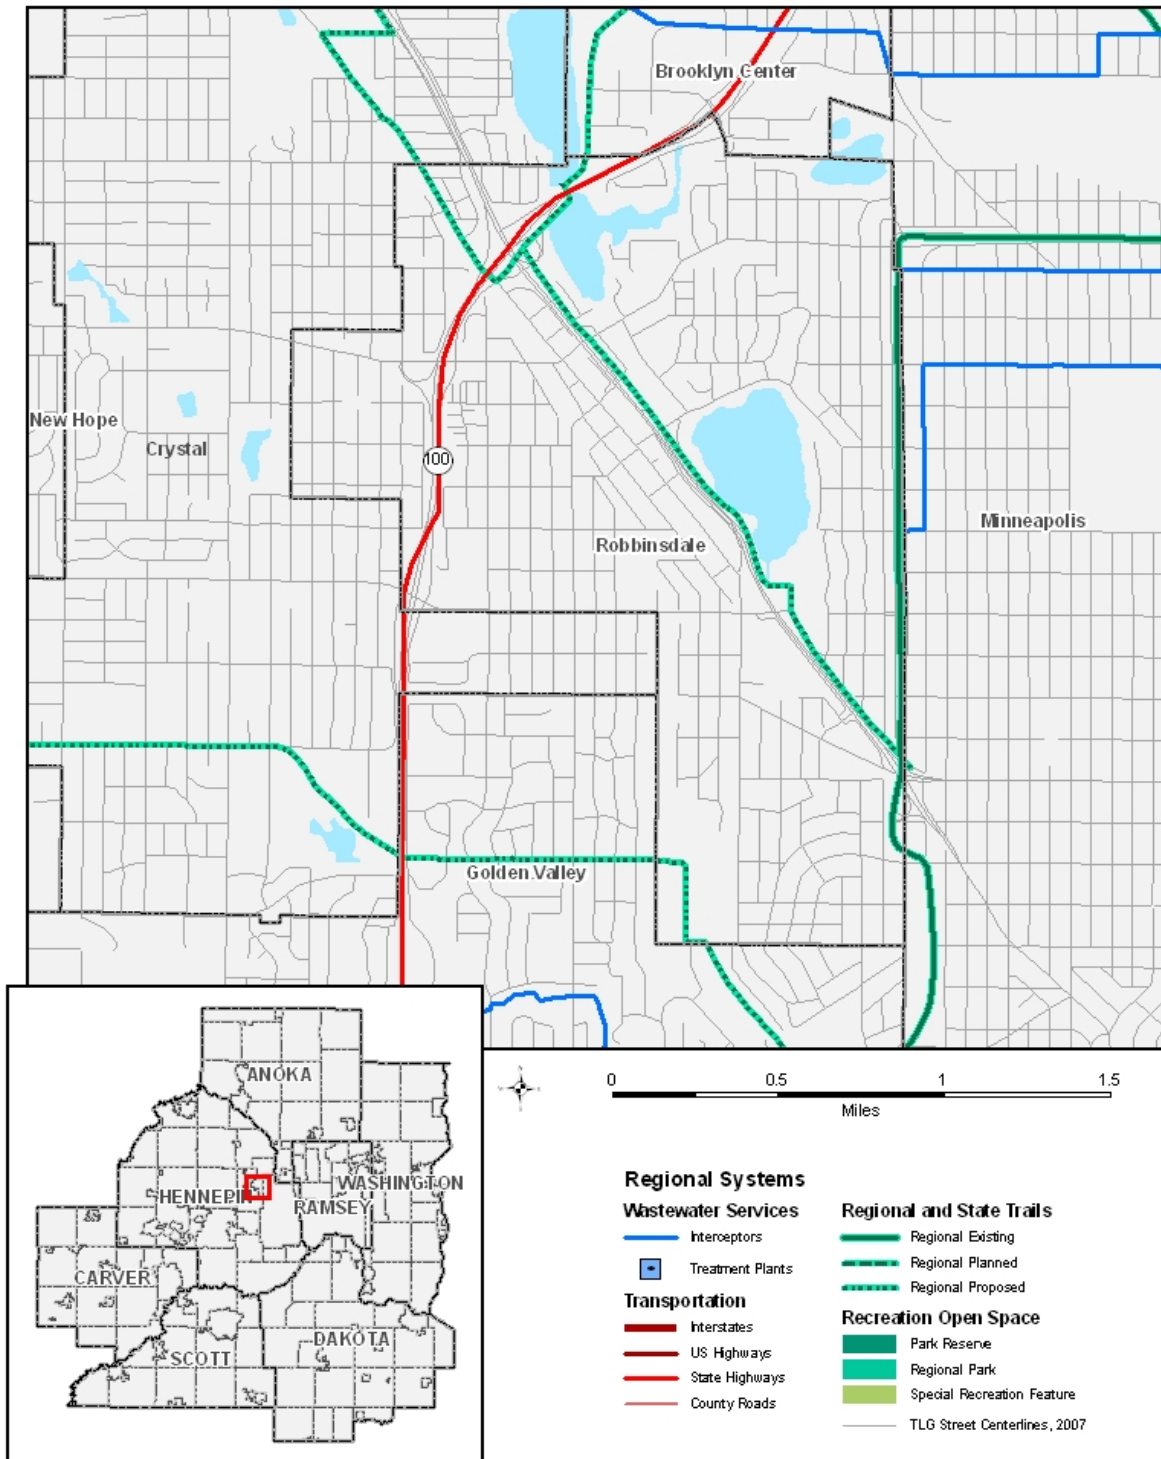 Brooklyn Center
New Hope
Crystal
100
Minneapolis
Robbinsdale
Golden Valley
ANOKA
WASHINGTON
HENNEPIN
RAMSEY
CARVER
DAKOTA
SCOTT
0 0.5 1 1.5
Miles
Regional Systems
Wastewater Services
Interceptors
Treatment Plants
Transportation
Interstates
US Highways
State Highways
County Roads
Regional and State Trails
Regional Existing
Regional Planned
Regional Proposed
Recreation Open Space
Park Reserve
Regional Park
Special Recreation Feature
TLG Street Centerlines, 2007